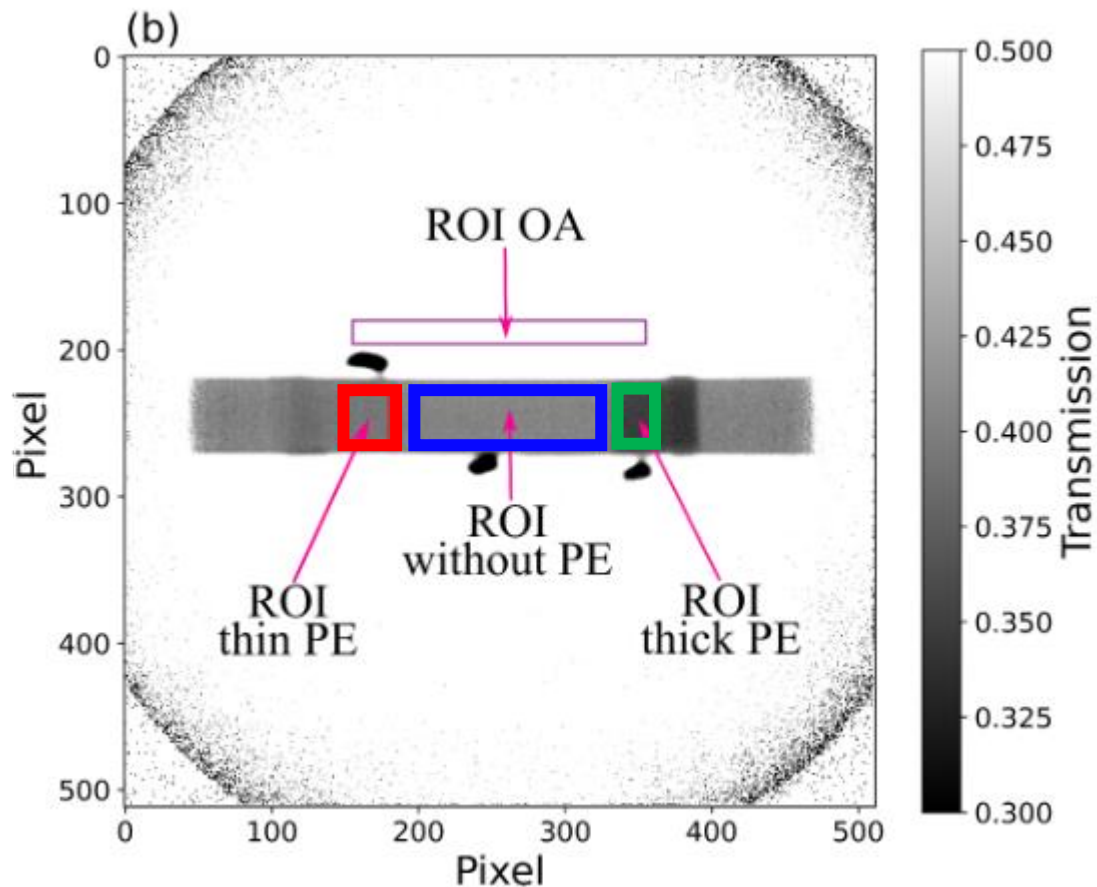 (b)
0
100
200
300
400
500
Pixel
0 100 200 300 400 500
Pixel
ROI OA
ROI
without PE
ROI
thin PE
ROI
thick PE
0.500
0.475
0.450
0.425
0.400
0.375
0.350
0.325
0.300
Transmission